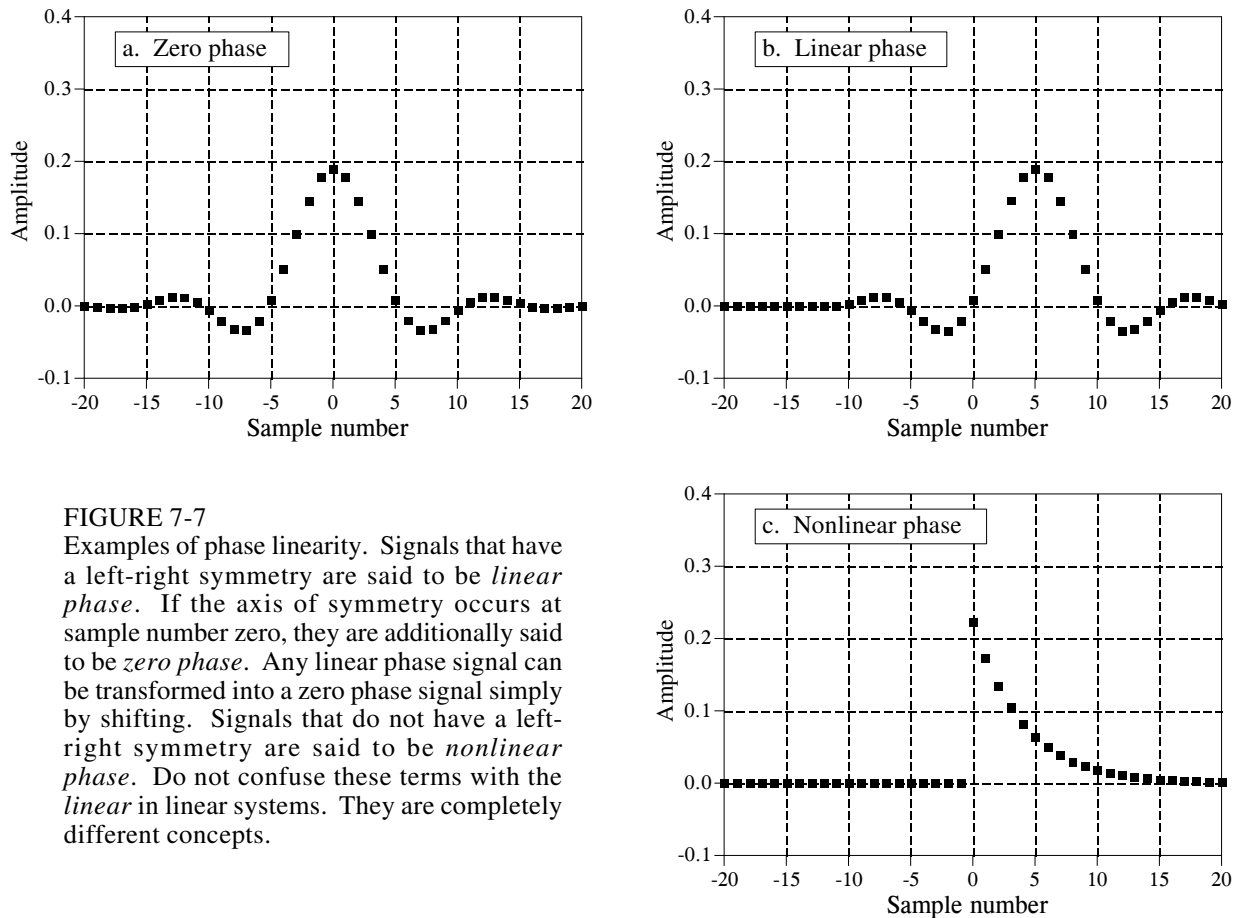 a. Zero phase
0.4
0.3
0.2
0.1
0.0
-0.1
Amplitude
-20 -15 -10 -5 0 5 10 15 20
Sample number
b. Linear phase
0.4
0.3
0.2
0.1
0.0
-0.1
Amplitude
-20 -15 -10 -5 0 5 10 15 20
Sample number
FIGURE 7-7
Examples of phase linearity. Signals that have
a left-right symmetry are said to be linear
phase. If the axis of symmetry occurs at
sample number zero, they are additionally said
to be zero phase. Any linear phase signal can
be transformed into a zero phase signal simply
by shifting. Signals that do not have a left-
right symmetry are said to be nonlinear
phase. Do not confuse these terms with the
linear in linear systems. They are completely
different concepts.
c. Nonlinear phase
0.4
0.3
0.2
0.1
0.0
-0.1
Amplitude
-20 -15 -10 -5 0 5 10 15 20
Sample number